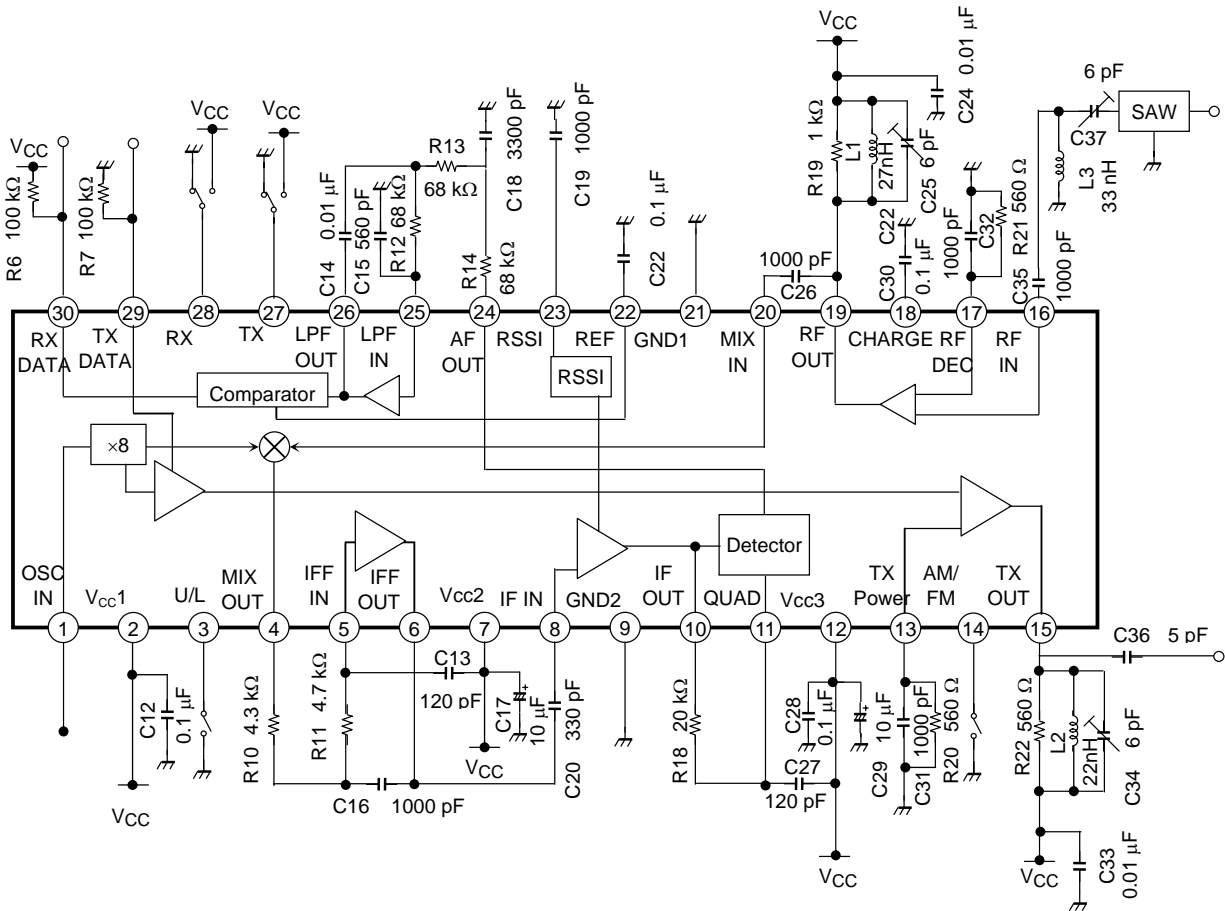 VCC
C24 0.01 µF
6 pF
SAW
C37
VCC
VCC
VCC
R6 100 kΩ
R7 100 kΩ
R13
68 kΩ
C18 3300 pF
C19 1000 pF
R19 1 kΩ
L1
27nH
C25 6 pF
L3
33 nH
C14 0.01 µF
C15 560 pF
R12 68 kΩ
R14
68 kΩ
C22 0.1 µF
1000 pF
C26
C22
C30
0.1 µF
1000 pF
C32
R21 560 Ω
C35
1000 pF
30
29
28
27
26
25
24
23
22
21
20
19
18
17
16
RX
DATA
TX
DATA
RX
TX
LPF
OUT
LPF
IN
AF
OUT
RSSI
REF
GND1
MIX
IN
RF
OUT
CHARGE
RF
DEC
RF
IN
Comparator
RSSI
×8
Detector
OSC
IN
VCC1
U/L
MIX
OUT
IFF
IN
IFF
OUT
Vcc2
IF IN
GND2
IF
OUT
QUAD
Vcc3
TX
Power
AM/
FM
TX
OUT
1
2
3
4
5
6
7
8
9
10
11
12
13
14
15
C12
0.1 µF
R10 4.3 kΩ
R11 4.7 kΩ
C13
120 pF
C17
10 µF
C20 330 pF
R18 20 kΩ
C28
0.1 µF
C29 10 µF
C31 1000 pF
R20 560 Ω
R22 560 Ω
L2
22nH
C34 6 pF
C36 5 pF
VCC
C16
1000 pF
VCC
C27
120 pF
VCC
VCC
C33
0.01 µF